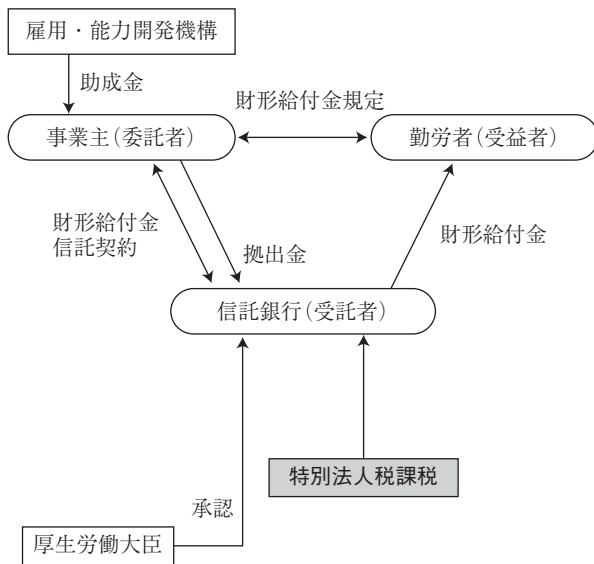 雇用・能力開発機構
助成金
財形給付金規定
事業主(委託者)
勤労者(受益者)
財形給付金
信託契約
拠出金
財形給付金
信託銀行(受託者)
特別法人税課税
承認
厚生労働大臣